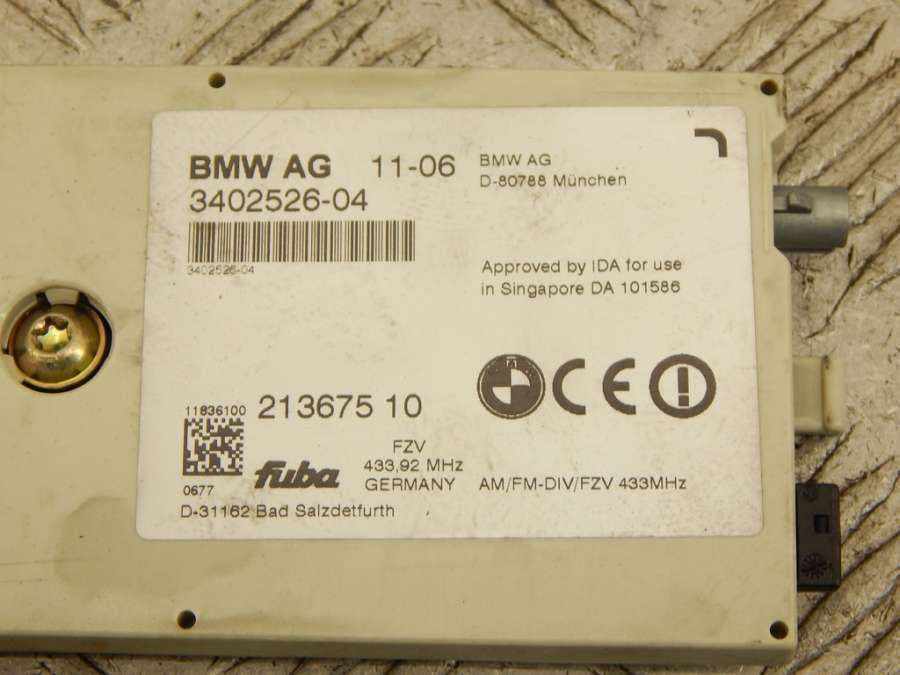 BMW AG 11-06
3402526-04
3402526-04
BMW AG
D-80788 München
Approved by IDA for use
in Singapore DA 101586
CE
11836100
213675 10
0677
fuba
FZV
433,92 MHz
GERMANY
AM/FM-DIV/FZV 433MHz
D-31162 Bad Salzdetfurth